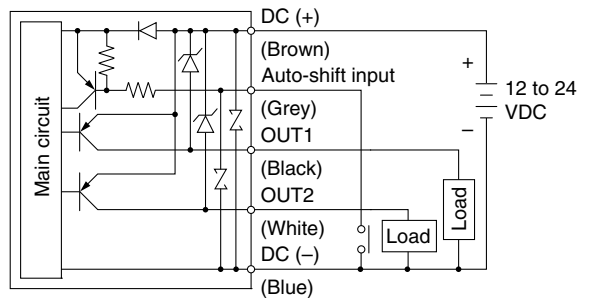 DC (+)
(Brown)
Auto-shift input
(Grey)
OUT1
(Black)
OUT2
(White)
DC (–)
(Blue)
Main circuit
+
12 to 24
VDC
–
Load
Load